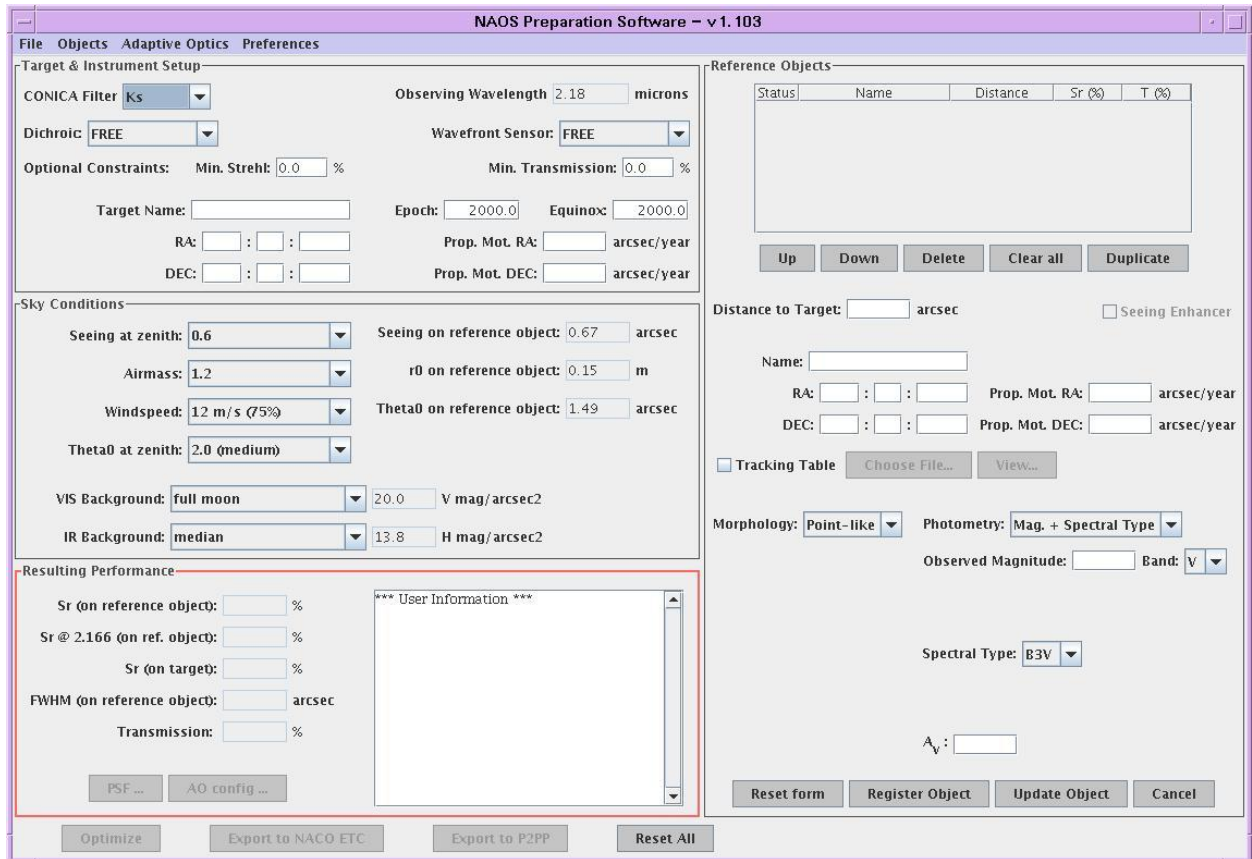 NAOS Preparation Software – v 1. 103
File Objects Adaptive Optics Preferences
Target & Instrument Setup
CONICA Filter Ks Observing Wavelength 2.18 microns
Dichroic: FREE Wavefront Sensor: FREE
Optional Constraints: Min. Strehl: 0.0 % Min. Transmission: 0.0 %
Target Name: Epoch: 2000.0 Equinox: 2000.0
RA: : : Prop. Mot. RA: arcsec/year
DEC: : : Prop. Mot. DEC: arcsec/year
Sky Conditions
Seeing at zenith: 0.6 Seeing on reference object: 0.67 arcsec
Airmass: 1.2 r0 on reference object: 0.15 m
Windspeed: 12 m/s (75%) Theta0 on reference object: 1.49 arcsec
Theta0 at zenith: 2.0 (medium)
VIS Background: full moon 20.0 V mag/arcsec2
IR Background: median 13.8 H mag/arcsec2
Resulting Performance
Sr (on reference object): %
Sr @ 2.166 (on ref. object): %
Sr (on target): %
FWHM (on reference object): arcsec
Transmission: %
*** User Information ***
PSF ... AO config ...
Reference Objects
Status Name Distance Sr (%) T (%)
Up Down Delete Clear all Duplicate
Distance to Target: arcsec Seeing Enhancer
Name:
RA: : : Prop. Mot. RA: arcsec/year
DEC: : : Prop. Mot. DEC: arcsec/year
Tracking Table Choose File... View...
Morphology: Point-like Photometry: Mag. + Spectral Type
Observed Magnitude: Band: V
Spectral Type: B3V
AV :
Reset form Register Object Update Object Cancel
Optimize Export to NACO ETC Export to P2PP Reset All